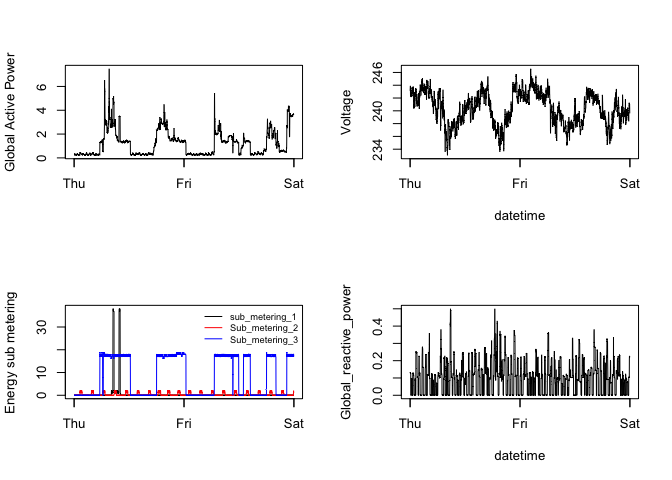 Global Active Power
0 2 4 6
Thu Fri Sat
Voltage
234 240 246
Thu Fri Sat
datetime
Energy sub metering
0 10 30
sub_metering_1
Sub_metering_2
Sub_metering_3
Thu Fri Sat
Global_reactive_power
0.0 0.2 0.4
Thu Fri Sat
datetime